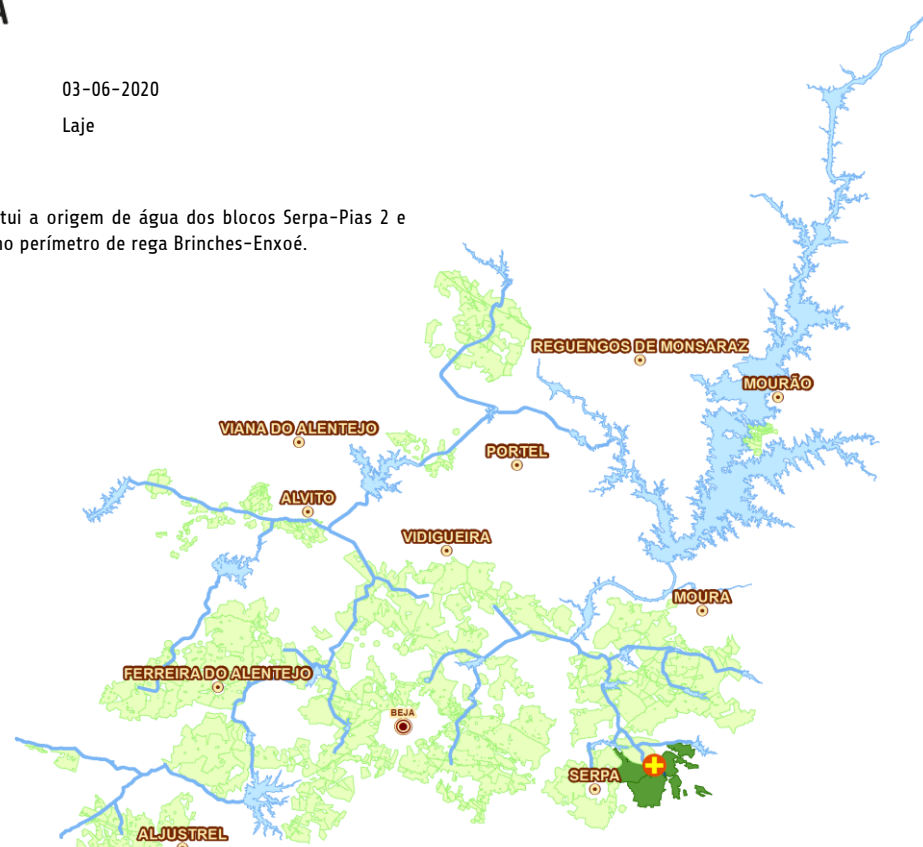 A
03-06-2020
Laje
tui a origem de água dos blocos Serpa-Pias 2 e
no perímetro de rega Brinches-Enxoé.
REGUENGOS DE MONSARAZ
MOURÃO
VIANA DO ALENTEJO
PORTEL
ALVITO
VIDIGUEIRA
MOURA
FERREIRA DO ALENTEJO
BEJA
SERPA
ALJUSTREL